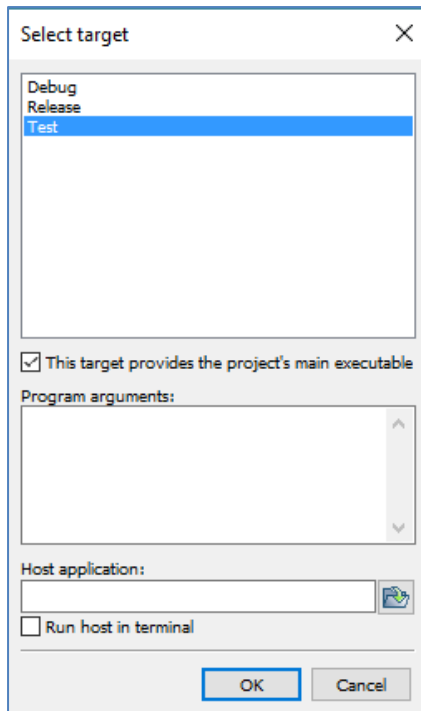 Select target
Debug
Release
Test
This target provides the project's main executable
Program arguments:
Host application:
Run host in terminal
OK
Cancel